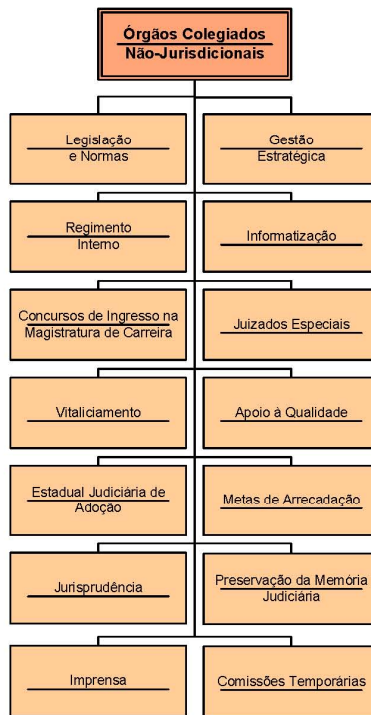 Órgãos Colegiados
Não-Jurisdicionais
Legislação
e Normas
Gestão
Estratégica
Regimento
Interno
Informatização
Concursos de Ingresso na
Magistratura de Carreira
Juizados Especiais
Vitaliciamento
Apoio à Qualidade
Estadual Judiciária de
Adoção
Metas de Arrecadação
Jurisprudência
Preservação da Memória
Judiciária
Imprensa
Comissões Temporárias